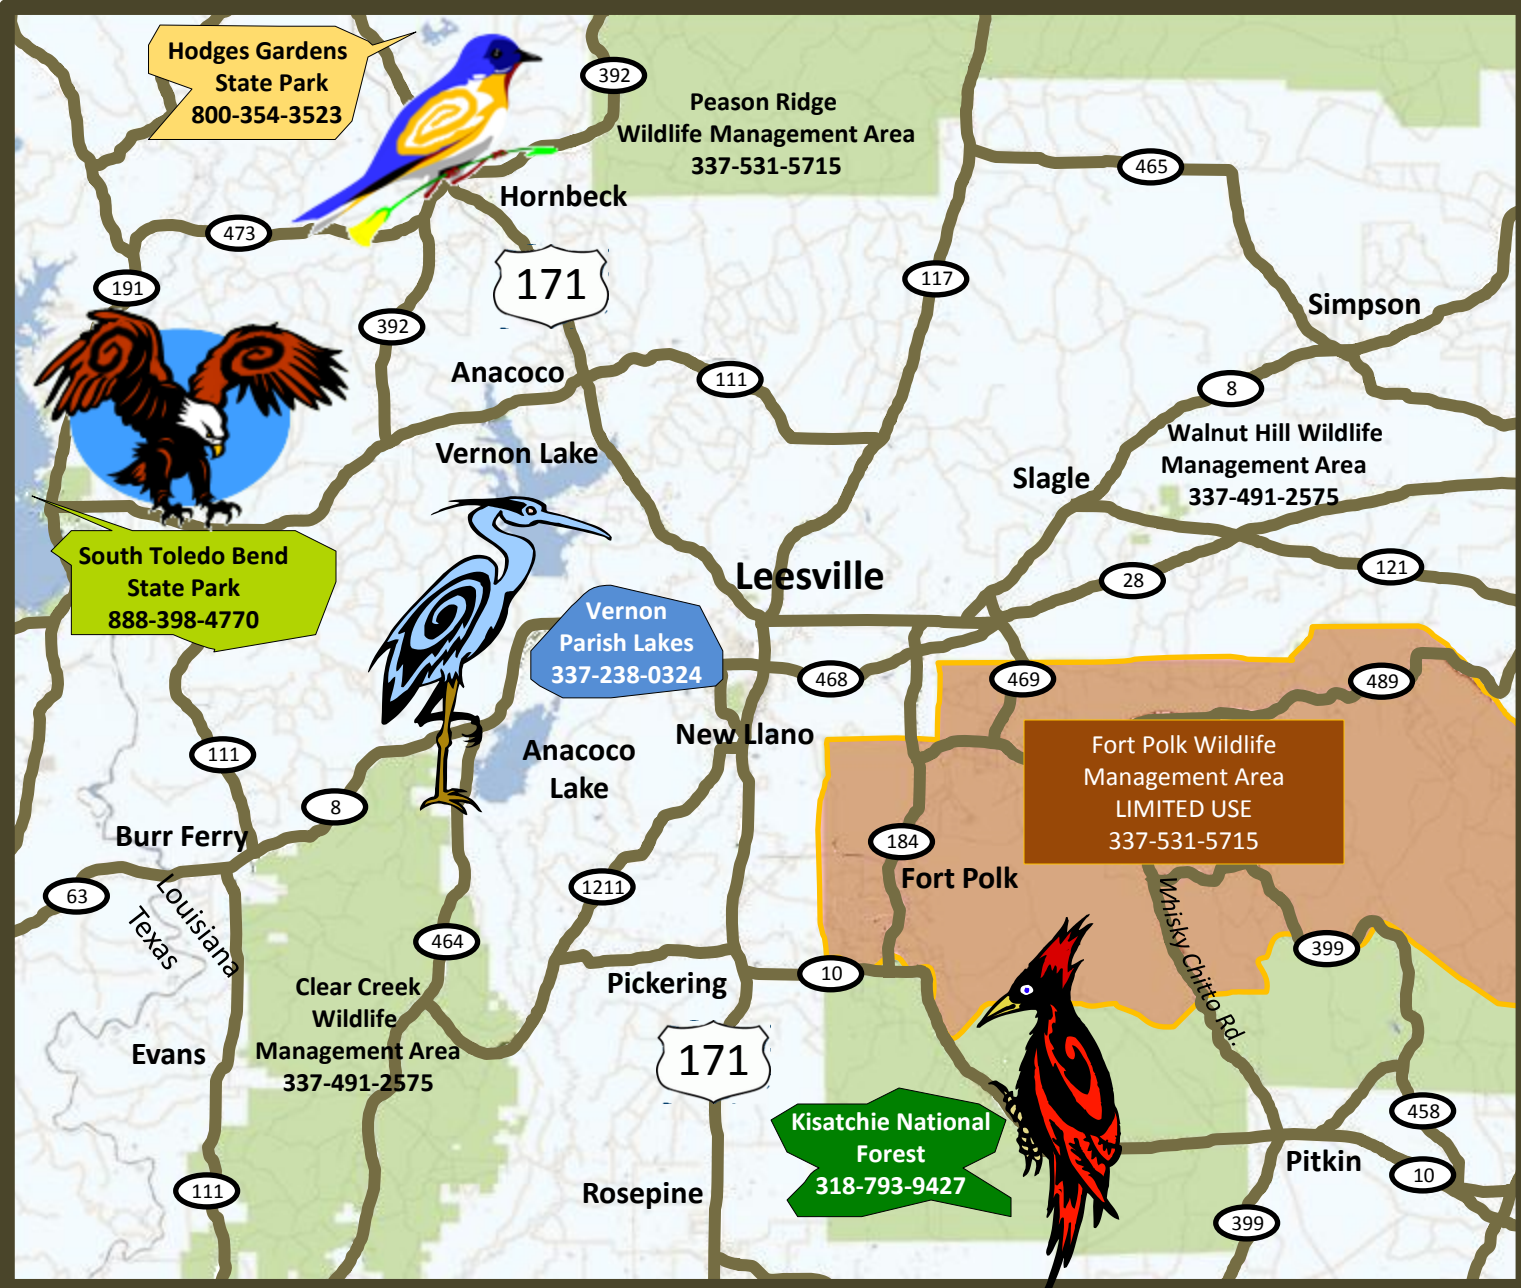 Hodges Gardens
State Park
800-354-3523
392
Peason Ridge
Wildlife Management Area
337-531-5715
465
Hornbeck
473
171
117
191
392
Simpson
Anacoco
111
8
Vernon Lake
Walnut Hill Wildlife
Management Area
337-491-2575
Slagle
South Toledo Bend
State Park
888-398-4770
Leesville
28
121
Vernon
Parish Lakes
337-238-0324
468
469
489
New Llano
Anacoco
Lake
Fort Polk Wildlife
Management Area
LIMITED USE
337-531-5715
111
8
Burr Ferry
184
Fort Polk
63
Louisiana
Texas
1211
Whisky Chitto Rd.
464
399
Pickering
10
Clear Creek
Wildlife
Management Area
337-491-2575
Evans
171
Kisatchie National
Forest
318-793-9427
458
Pitkin
10
111
Rosepine
399